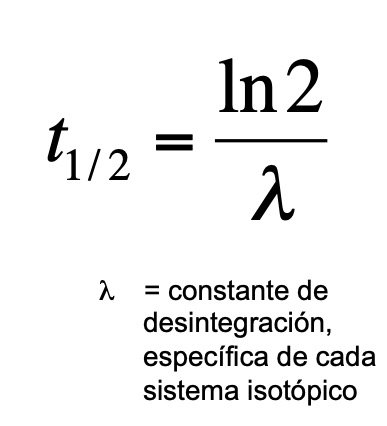 t1/2 = ln2
λ
λ = constante de
desintegración,
específica de cada
sistema isotópico